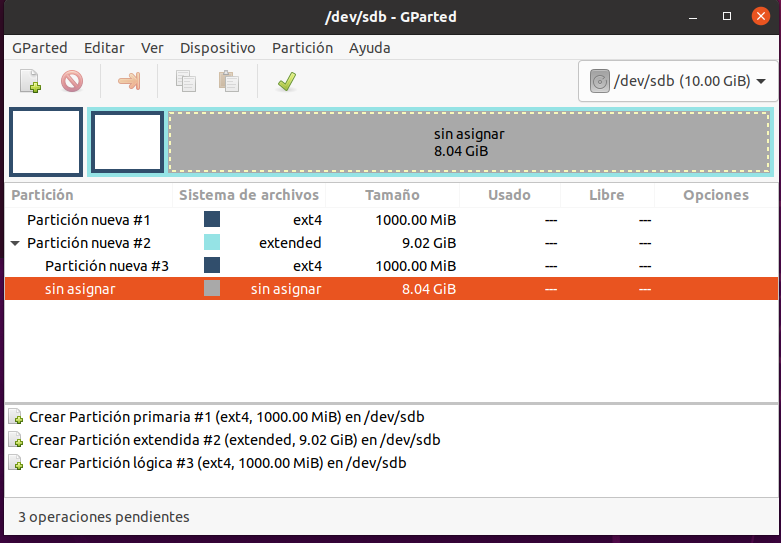 /dev/sdb - GParted
GParted Editar Ver Dispositivo Partición Ayuda
/dev/sdb (10.00 GiB)
sin asignar
8.04 GiB
Partición Sistema de archivos Tamaño Usado Libre Opciones
Partición nueva #1 ext4 1000.00 MiB --- ---
Partición nueva #2 extended 9.02 GiB --- ---
Partición nueva #3 ext4 1000.00 MiB --- ---
sin asignar sin asignar 8.04 GiB --- ---
Crear Partición primaria #1 (ext4, 1000.00 MiB) en /dev/sdb
Crear Partición extendida #2 (extended, 9.02 GiB) en /dev/sdb
Crear Partición lógica #3 (ext4, 1000.00 MiB) en /dev/sdb
3 operaciones pendientes